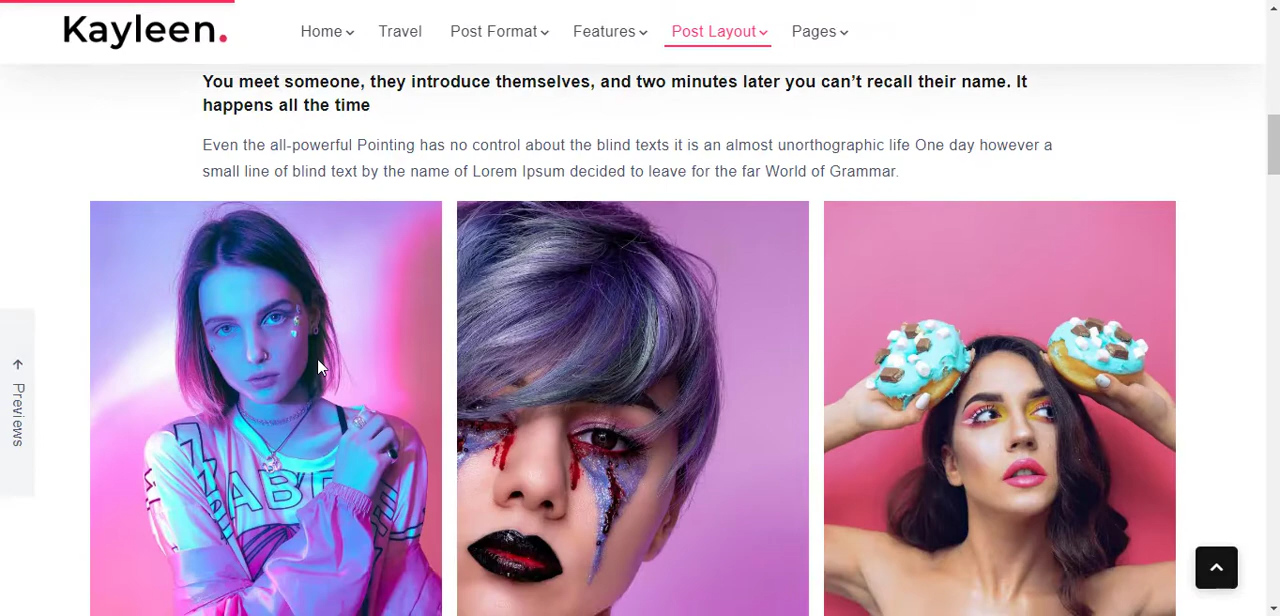 Kayleen.
Home Travel Post Format Features Post Layout Pages
You meet someone, they introduce themselves, and two minutes later you can’t recall their name. It
happens all the time
Even the all-powerful Pointing has no control about the blind texts it is an almost unorthographic life One day however a
small line of blind text by the name of Lorem Ipsum decided to leave for the far World of Grammar.
Previews